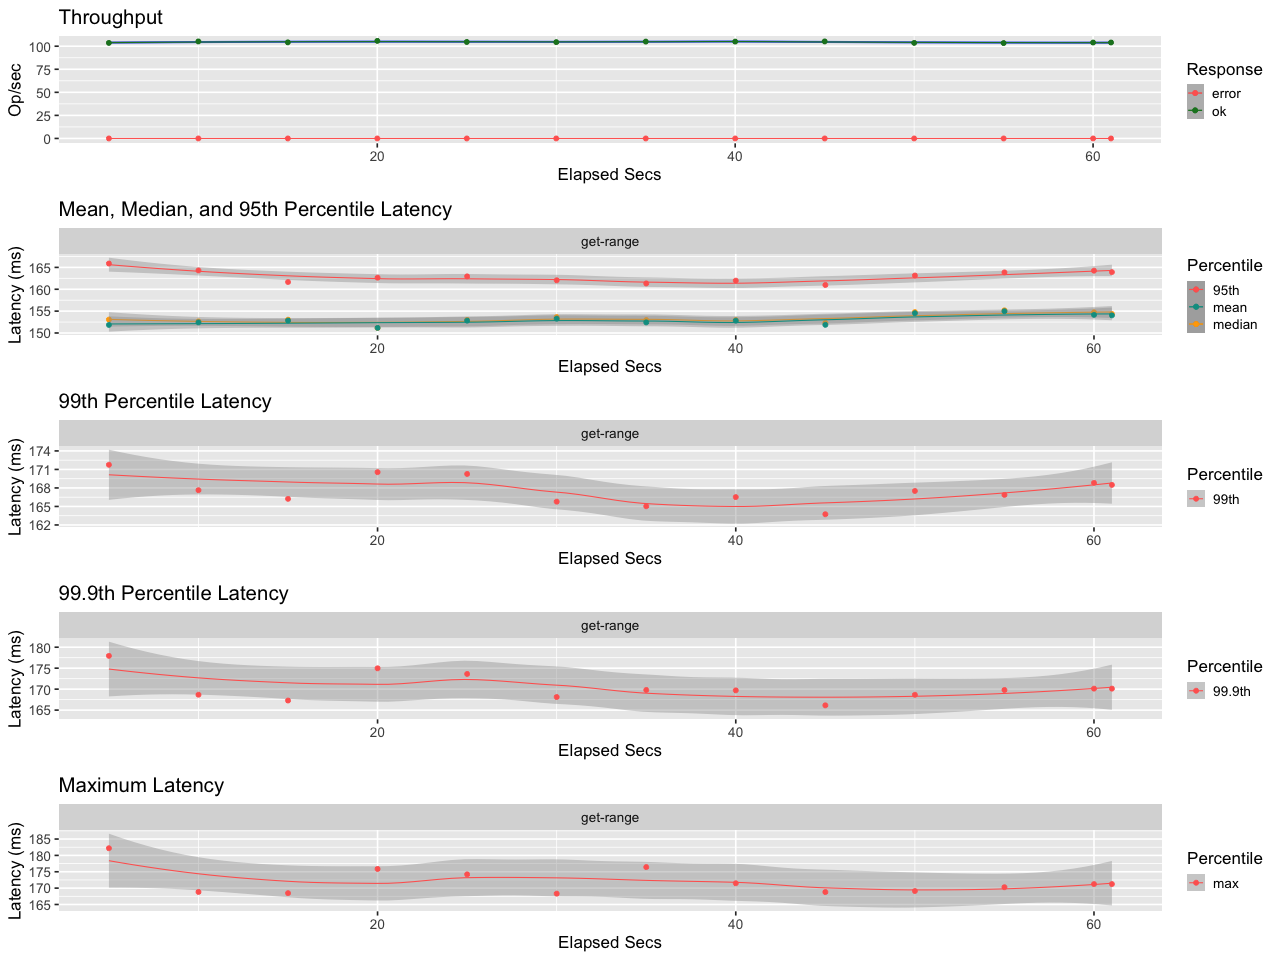 Throughput
Op/sec
100
75
50
25
0
20 40 60
Elapsed Secs
Response
error
ok
Mean, Median, and 95th Percentile Latency
get-range
Latency (ms)
165
160
155
150
20 40 60
Elapsed Secs
Percentile
95th
mean
median
99th Percentile Latency
get-range
Latency (ms)
174
171
168
165
162
20 40 60
Elapsed Secs
Percentile
99th
99.9th Percentile Latency
get-range
Latency (ms)
180
175
170
165
20 40 60
Elapsed Secs
Percentile
99.9th
Maximum Latency
get-range
Latency (ms)
185
180
175
170
165
20 40 60
Elapsed Secs
Percentile
max